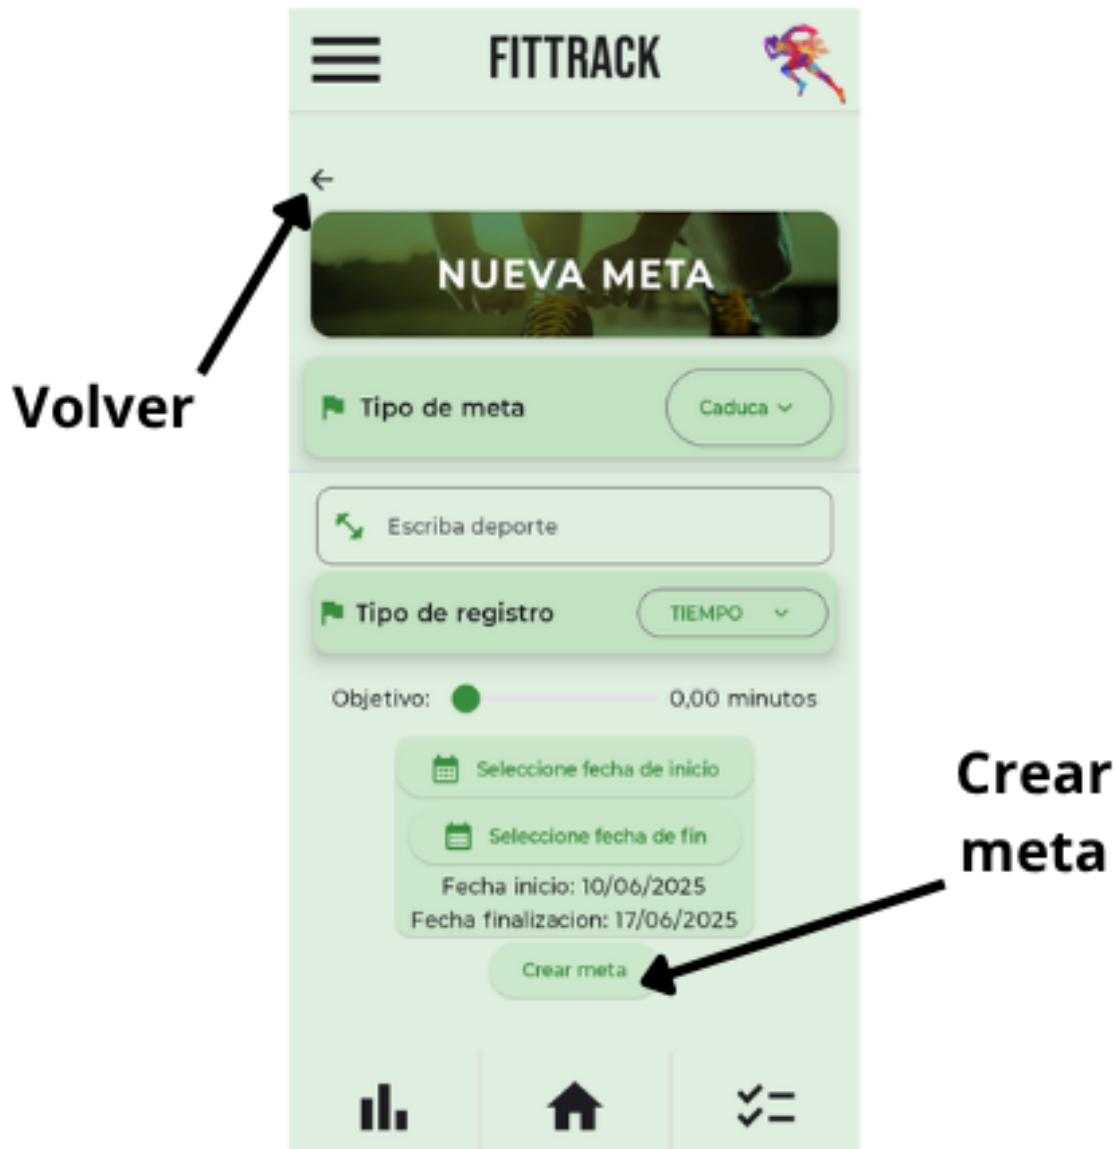 FITTRACK
NUEVA META
Volver
Tipo de meta
Caduca
Escriba deporte
Tipo de registro
TIEMPO
Objetivo:
0,00 minutos
Seleccione fecha de inicio
Seleccione fecha de fin
Fecha inicio: 10/06/2025
Fecha finalizacion: 17/06/2025
Crear meta
Crear
meta